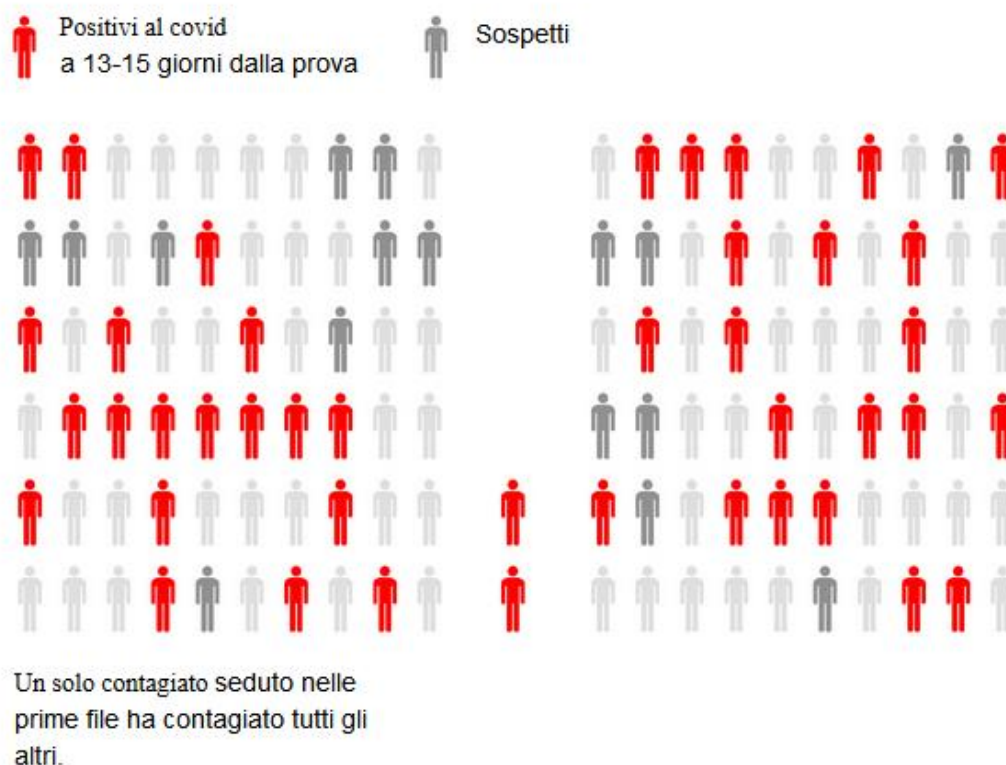 Positivi al covid
a 13-15 giorni dalla prova
Sospetti
Un solo contagiato seduto nelle
prime file ha contagiato tutti gli
altri.